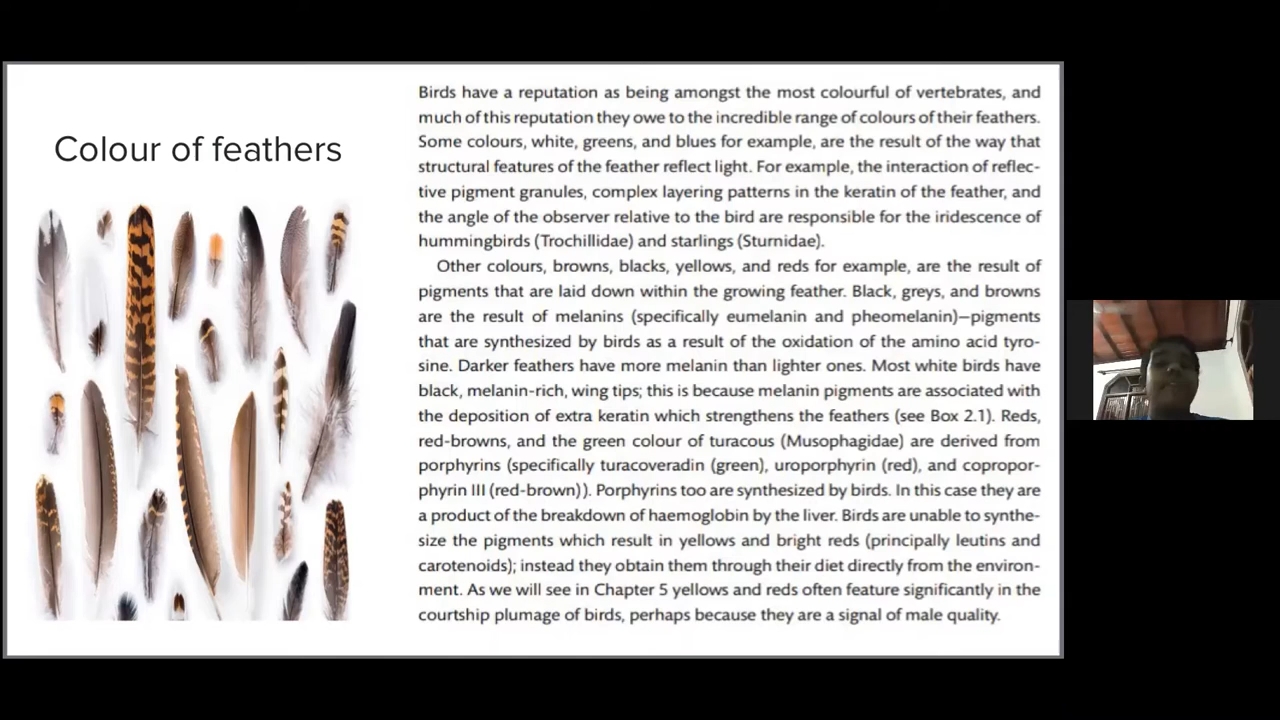 Colour of feathers
Birds have a reputation as being amongst the most colourful of vertebrates, and
much of this reputation they owe to the incredible range of colours of their feathers.
Some colours, white, greens, and blues for example, are the result of the way that
structural features of the feather reflect light. For example, the interaction of reflec-
tive pigment granules, complex layering patterns in the keratin of the feather, and
the angle of the observer relative to the bird are responsible for the iridescence of
hummingbirds (Trochillidae) and starlings (Sturnidae).
Other colours, browns, blacks, yellows, and reds for example, are the result of
pigments that are laid down within the growing feather. Black, greys, and browns
are the result of melanins (specifically eumelanin and pheomelanin)—pigments
that are synthesized by birds as a result of the oxidation of the amino acid tyro-
sine. Darker feathers have more melanin than lighter ones. Most white birds have
black, melanin-rich, wing tips; this is because melanin pigments are associated with
the deposition of extra keratin which strengthens the feathers (see Box 2.1). Reds,
red-browns, and the green colour of turacous (Musophagidae) are derived from
porphyrins (specifically turacoveradin (green), uroporphyrin (red), and copropor-
phyrin III (red-brown)). Porphyrins too are synthesized by birds. In this case they are
a product of the breakdown of haemoglobin by the liver. Birds are unable to synthe-
size the pigments which result in yellows and bright reds (principally leutins and
carotenoids); instead they obtain them through their diet directly from the environ-
ment. As we will see in Chapter 5 yellows and reds often feature significantly in the
courtship plumage of birds, perhaps because they are a signal of male quality.